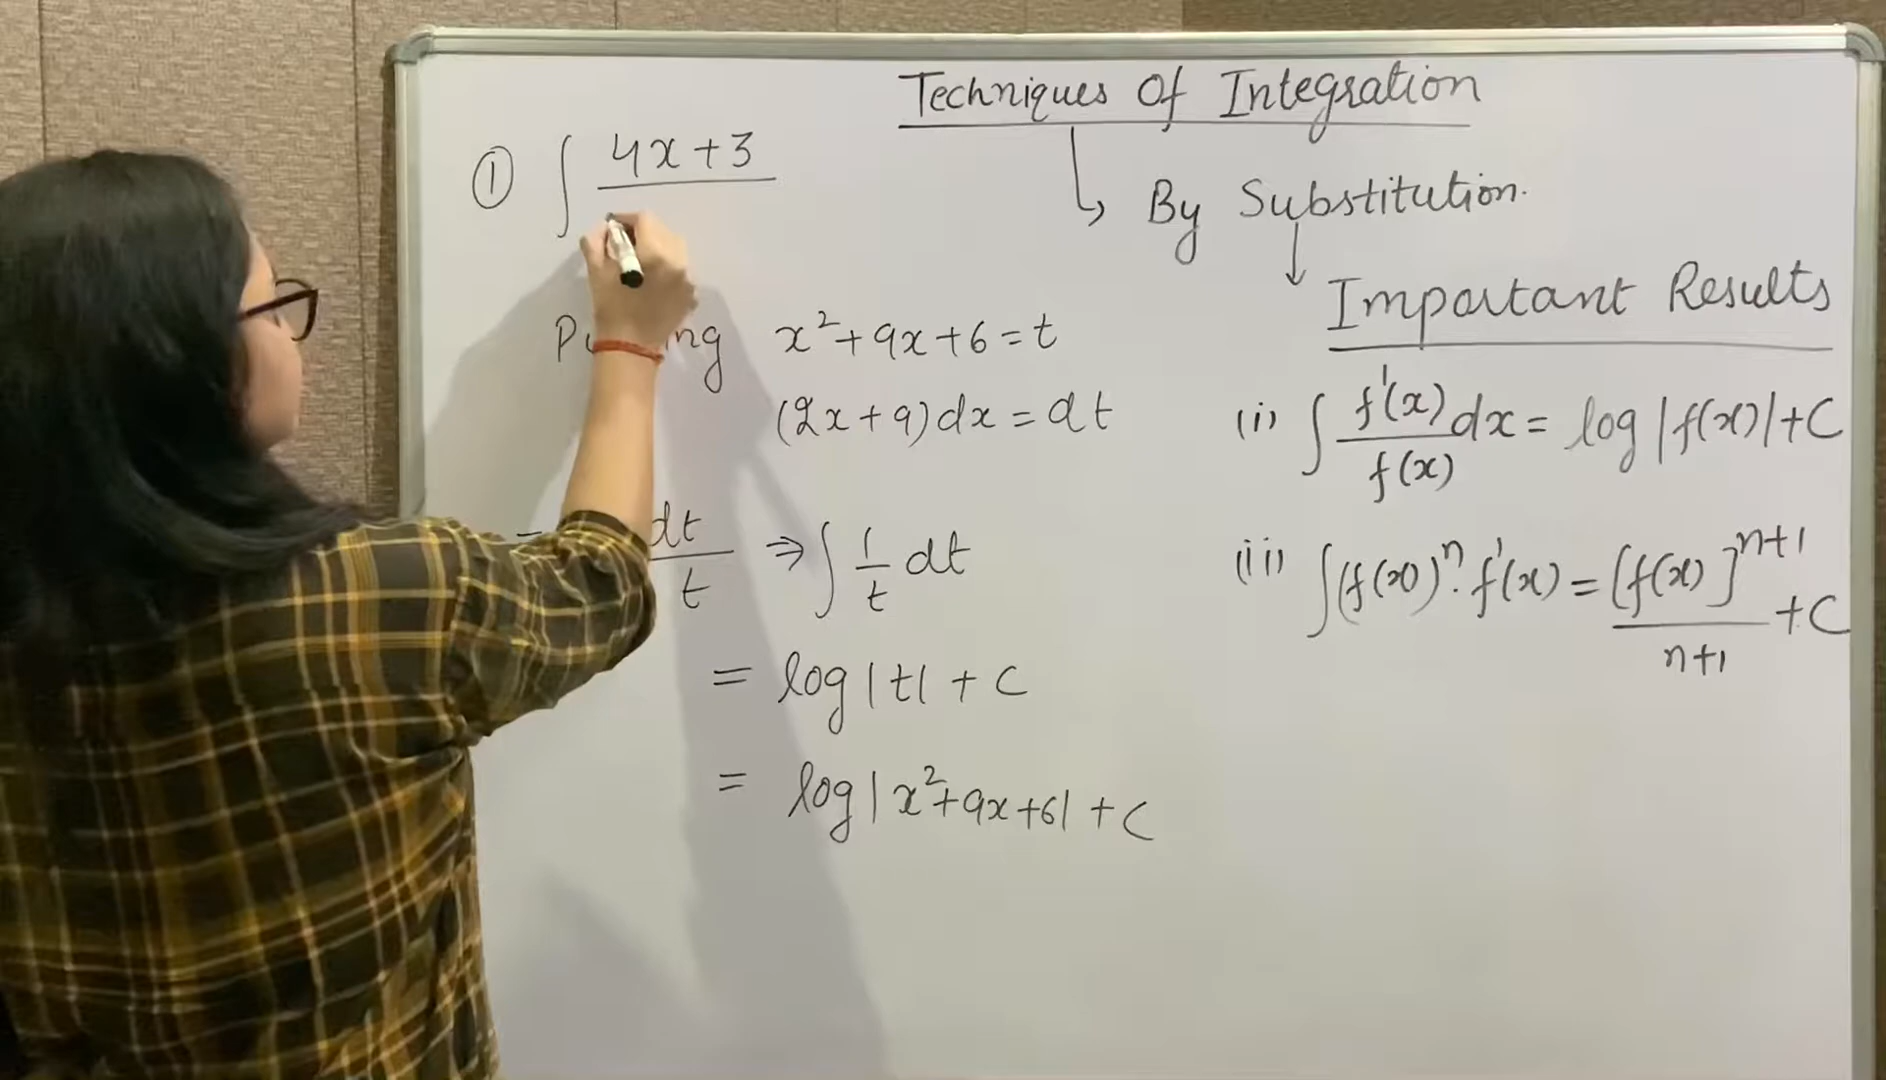 Techniques Of Integration
↳ By Substitution.
↓
Important Results
(i) ∫ f'(x)/f(x) dx = log |f(x)| + C
(ii) ∫(f(x))^n . f'(x) = [f(x)]^(n+1)/(n+1) + C
① ∫ 4x+3
x²+9x+6 = t
(2x+9)dx = dt
dt/t ⇒ ∫ 1/t dt
= log |t| + C
= log |x²+9x+6| + C